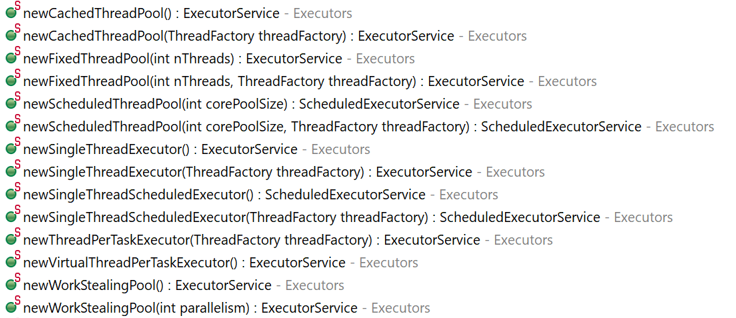 newCachedThreadPool() : ExecutorService - Executors
newCachedThreadPool(ThreadFactory threadFactory) : ExecutorService - Executors
newFixedThreadPool(int nThreads) : ExecutorService - Executors
newFixedThreadPool(int nThreads, ThreadFactory threadFactory) : ExecutorService - Executors
newScheduledThreadPool(int corePoolSize) : ScheduledExecutorService - Executors
newScheduledThreadPool(int corePoolSize, ThreadFactory threadFactory) : ScheduledExecutorService - Executors
newSingleThreadExecutor() : ExecutorService - Executors
newSingleThreadExecutor(ThreadFactory threadFactory) : ExecutorService - Executors
newSingleThreadScheduledExecutor() : ScheduledExecutorService - Executors
newSingleThreadScheduledExecutor(ThreadFactory threadFactory) : ScheduledExecutorService - Executors
newThreadPerTaskExecutor(ThreadFactory threadFactory) : ExecutorService - Executors
newVirtualThreadPerTaskExecutor() : ExecutorService - Executors
newWorkStealingPool() : ExecutorService - Executors
newWorkStealingPool(int parallelism) : ExecutorService - Executors